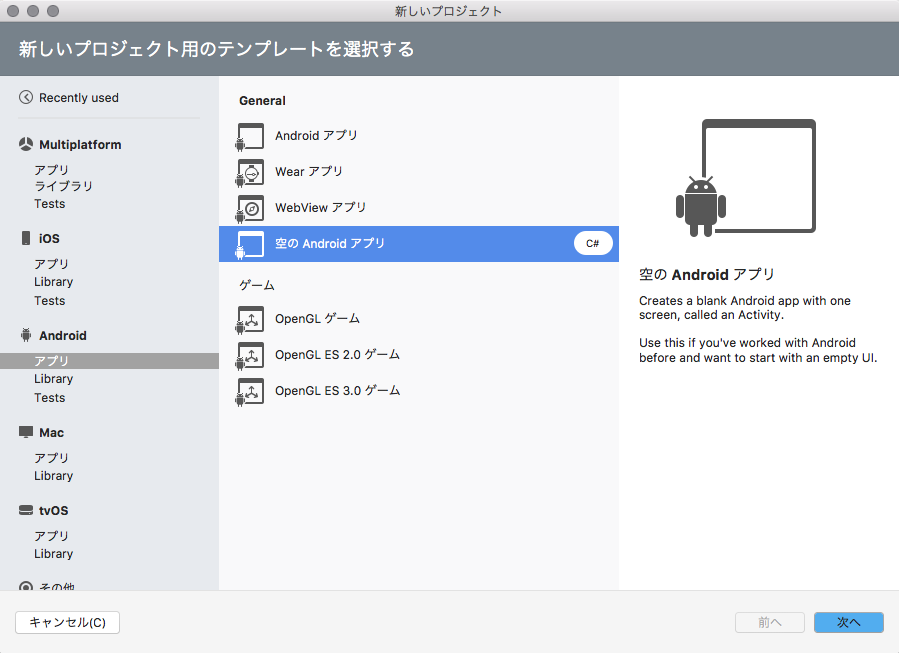 新しいプロジェクト
新しいプロジェクト用のテンプレートを選択する
Recently used
Multiplatform
アプリ
ライブラリ
Tests
iOS
アプリ
Library
Tests
Android
アプリ
Library
Tests
Mac
アプリ
Library
tvOS
アプリ
Library
その他
General
Android アプリ
Wear アプリ
WebView アプリ
空の Android アプリ C#
ゲーム
OpenGL ゲーム
OpenGL ES 2.0 ゲーム
OpenGL ES 3.0 ゲーム
空の Android アプリ
Creates a blank Android app with one
screen, called an Activity.
Use this if you've worked with Android
before and want to start with an empty UI.
キャンセル(C)
前へ
次へ